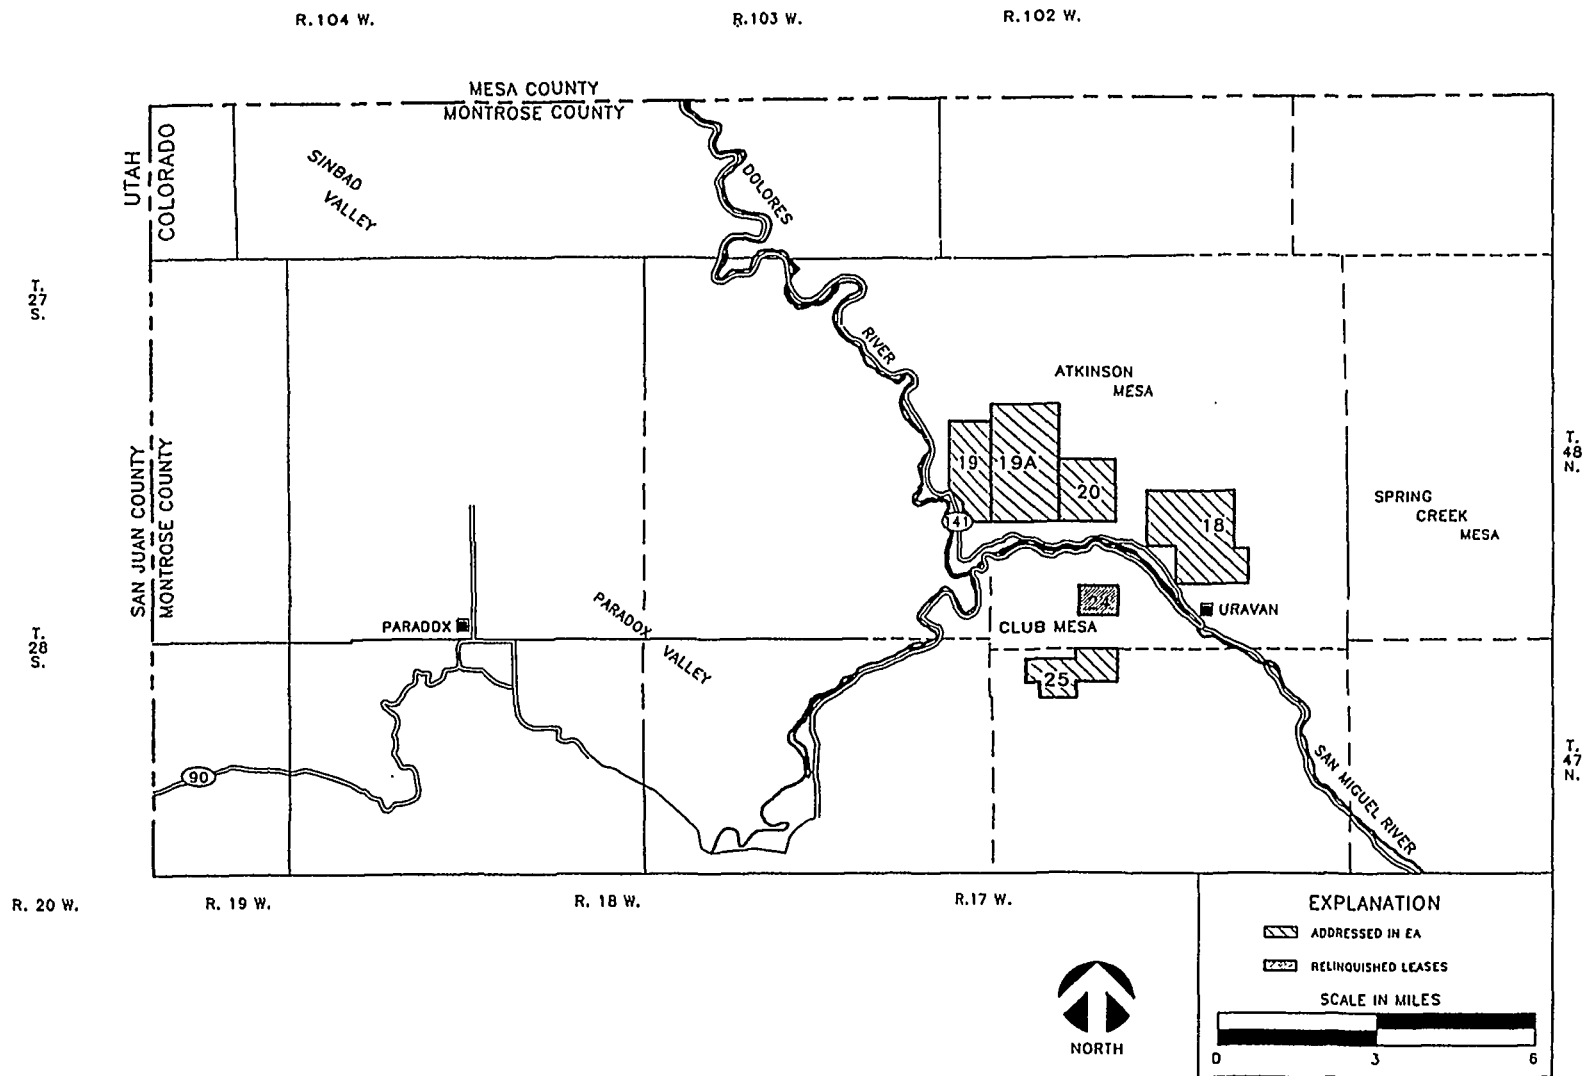 R.104 W.
R.103 W.
R.102 W.
MESA COUNTY
MONTROSE COUNTY
UTAH
COLORADO
SINBAD
VALLEY
DOLORES
RIVER
T.
27
S.
ATKINSON
MESA
T.
48
N.
19
19A
20
18
141
SPRING
CREEK
MESA
SAN JUAN COUNTY
MONTROSE COUNTY
24
URAVAN
CLUB MESA
PARADOX
PARADOX
VALLEY
T.
28
S.
25
90
SAN MIGUEL RIVER
T.
47
N.
R. 20 W.
R. 19 W.
R. 18 W.
R.17 W.
EXPLANATION
ADDRESSED IN EA
RELINQUISHED LEASES
SCALE IN MILES
0 3 6
NORTH